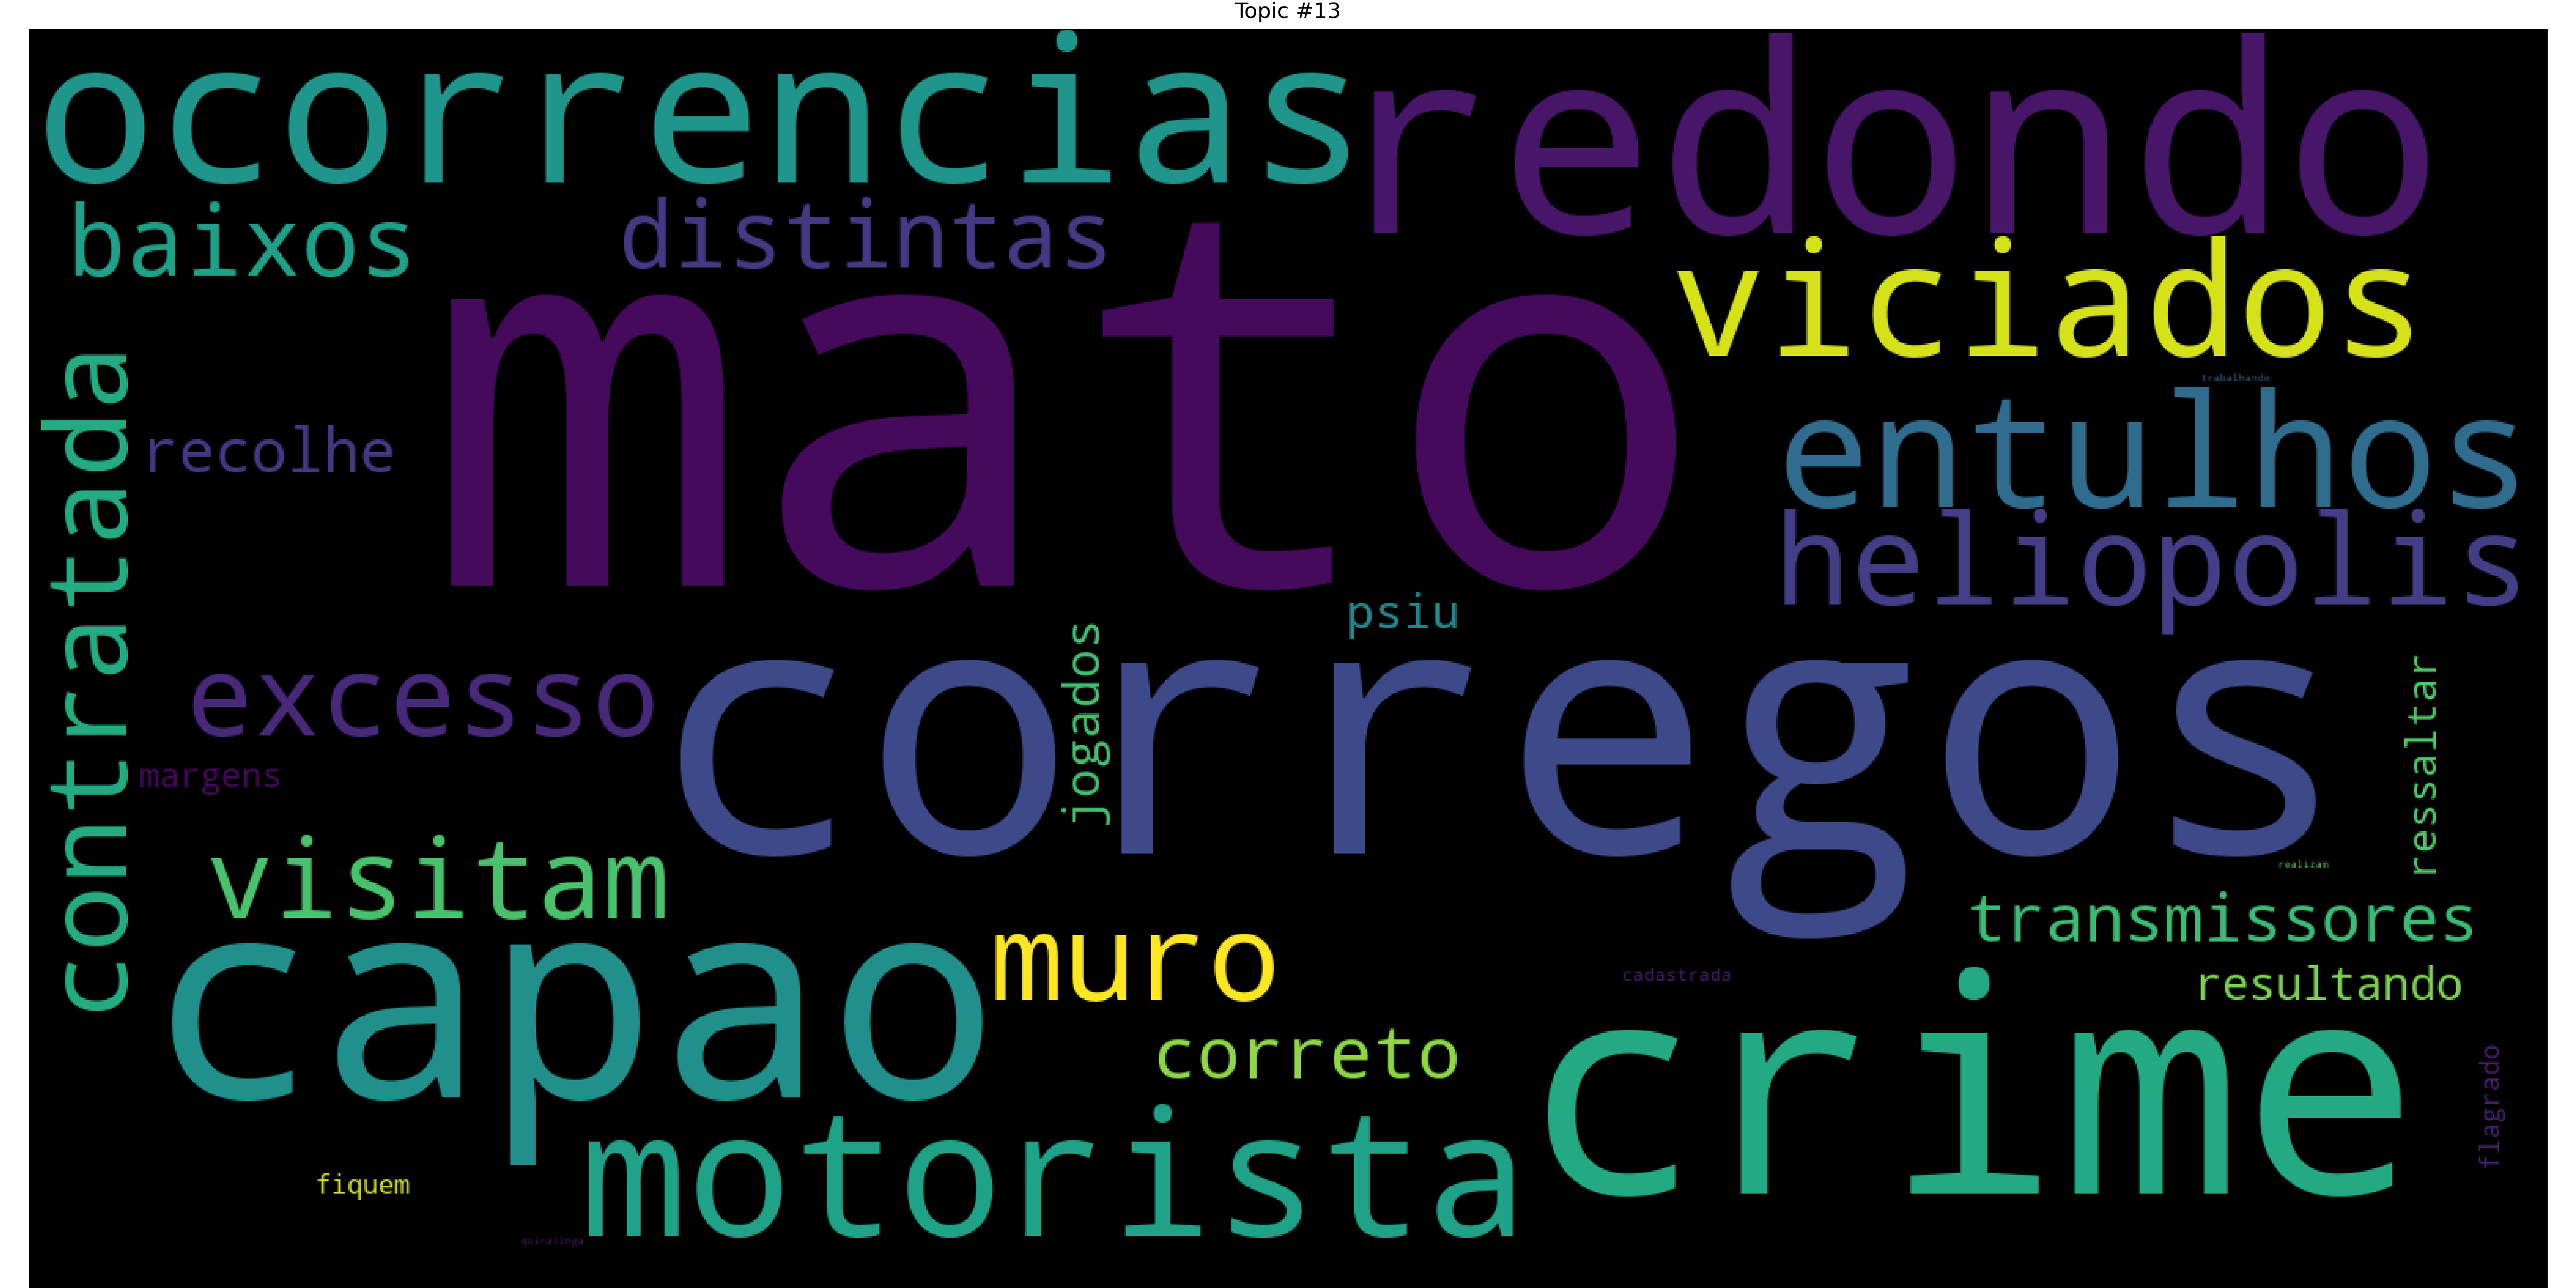 Topic #13
ocorrencias
redondo
baixos
distintas
mato
viciados
trabalhando
contratada
recolhe
entulhos
heliopolis
psiu
jogados
excesso
corregos
ressaltar
margens
visitam
realizam
transmissores
capao
muro
cadastrada
resultando
correto
crime
flagrado
motorista
fiquem
quiratinga